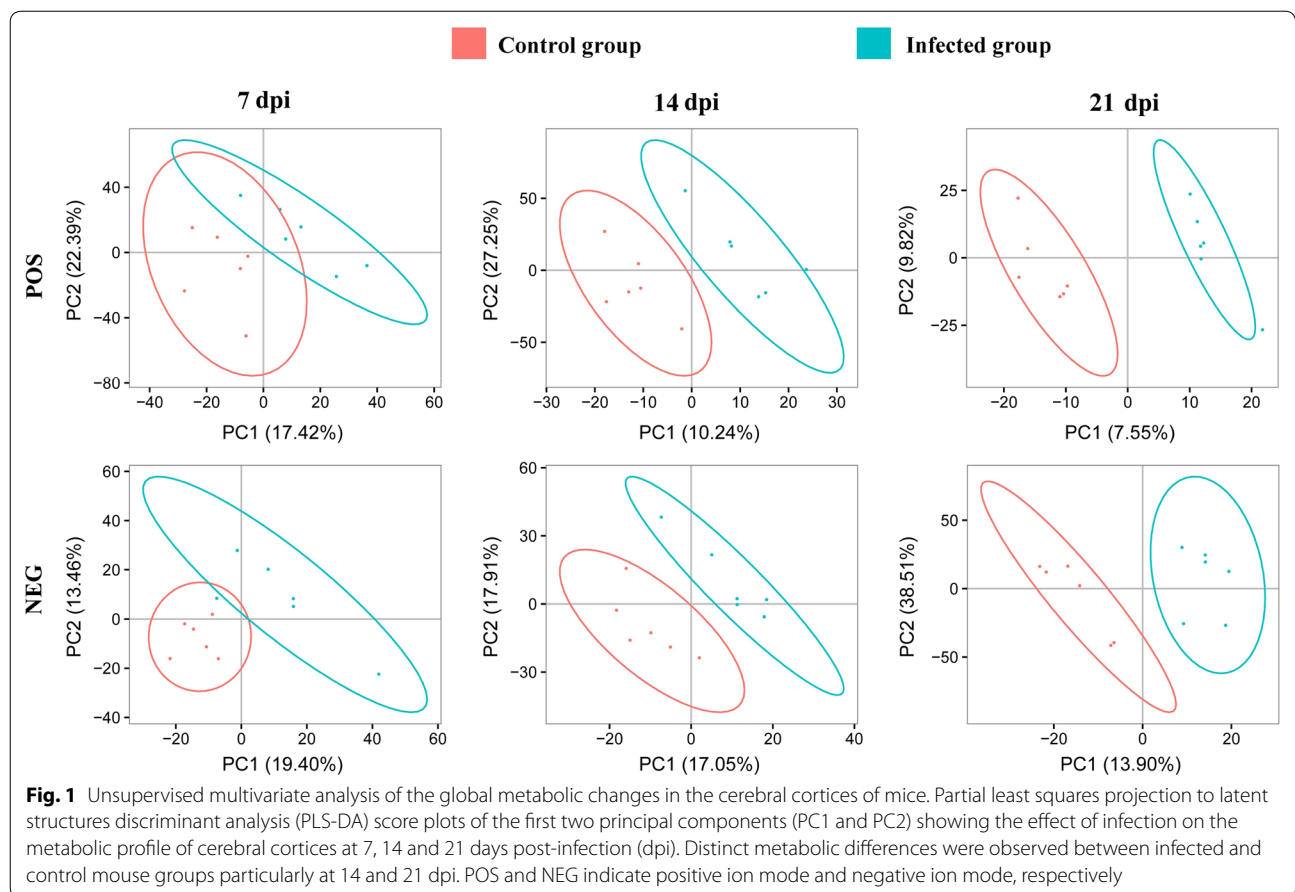 Control group
Infected group
7 dpi
14 dpi
21 dpi
POS
PC2 (22.39%)
40
0
−40
−80
−40
−20
0
20
40
60
PC1 (17.42%)
PC2 (27.25%)
50
0
−50
−30
−20
−10
0
10
20
30
PC1 (10.24%)
PC2 (9.82%)
25
0
−25
−20
−10
0
10
20
PC1 (7.55%)
NEG
PC2 (13.46%)
60
40
20
0
−20
−40
−20
0
20
40
60
PC1 (19.40%)
PC2 (17.91%)
60
30
0
−30
−20
0
20
40
PC1 (17.05%)
PC2 (38.51%)
50
0
−50
−20
0
20
PC1 (13.90%)
Fig. 1 Unsupervised multivariate analysis of the global metabolic changes in the cerebral cortices of mice. Partial least squares projection to latent
structures discriminant analysis (PLS-DA) score plots of the first two principal components (PC1 and PC2) showing the effect of infection on the
metabolic profile of cerebral cortices at 7, 14 and 21 days post-infection (dpi). Distinct metabolic differences were observed between infected and
control mouse groups particularly at 14 and 21 dpi. POS and NEG indicate positive ion mode and negative ion mode, respectively